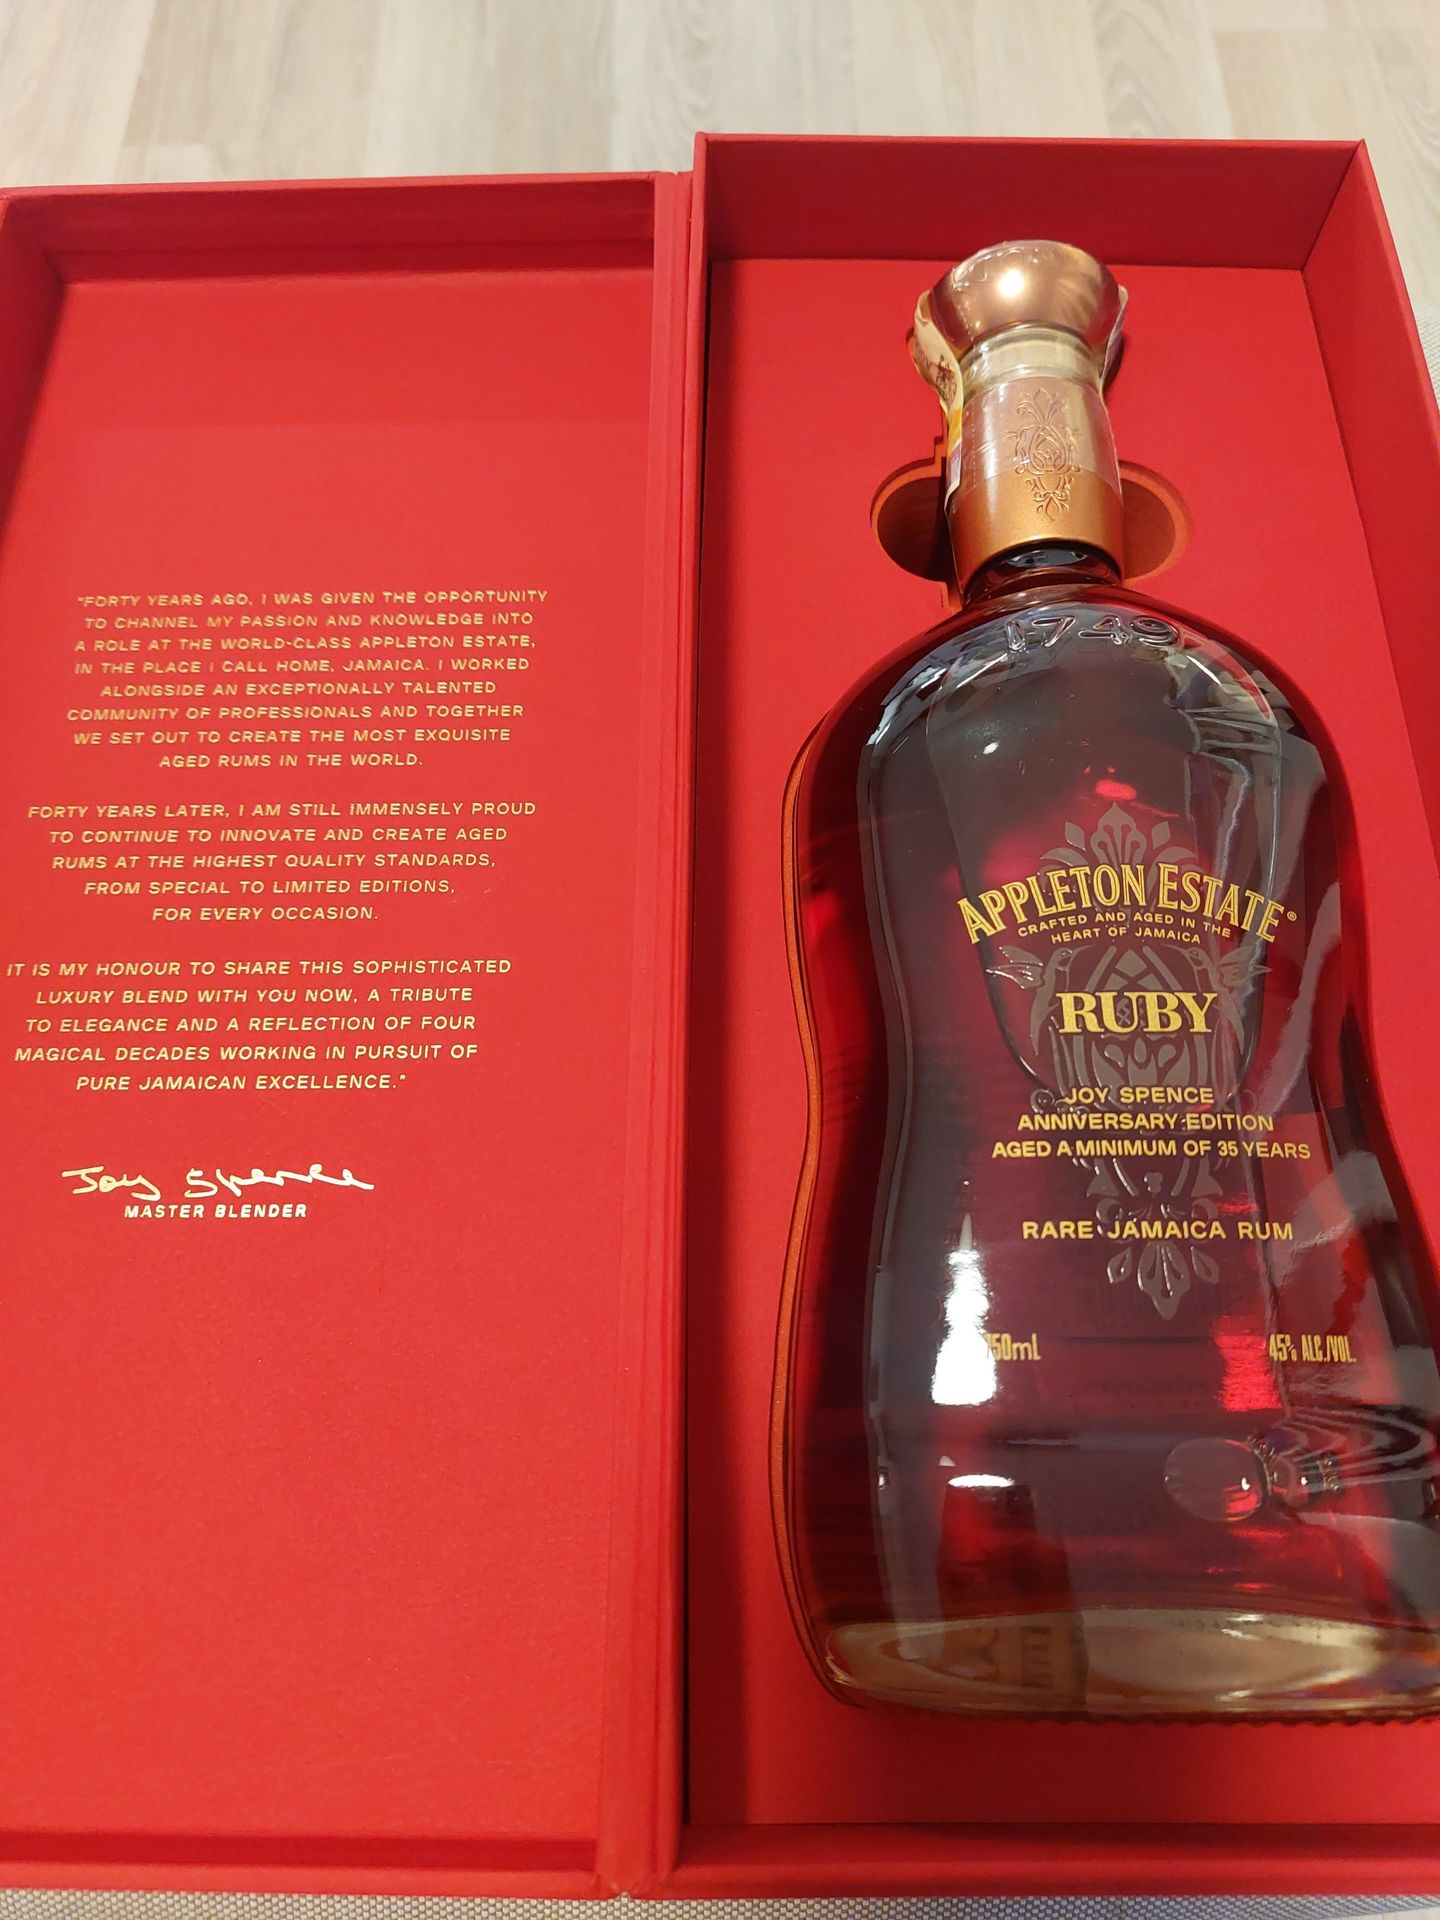 "FORTY YEARS AGO, I WAS GIVEN THE OPPORTUNITY
TO CHANNEL MY PASSION AND KNOWLEDGE INTO
A ROLE AT THE WORLD-CLASS APPLETON ESTATE,
IN THE PLACE I CALL HOME, JAMAICA. I WORKED
ALONGSIDE AN EXCEPTIONALLY TALENTED
COMMUNITY OF PROFESSIONALS AND TOGETHER
WE SET OUT TO CREATE THE MOST EXQUISITE
AGED RUMS IN THE WORLD.
FORTY YEARS LATER, I AM STILL IMMENSELY PROUD
TO CONTINUE TO INNOVATE AND CREATE AGED
RUMS AT THE HIGHEST QUALITY STANDARDS,
FROM SPECIAL TO LIMITED EDITIONS,
FOR EVERY OCCASION.
IT IS MY HONOUR TO SHARE THIS SOPHISTICATED
LUXURY BLEND WITH YOU NOW, A TRIBUTE
TO ELEGANCE AND A REFLECTION OF FOUR
MAGICAL DECADES WORKING IN PURSUIT OF
PURE JAMAICAN EXCELLENCE."
Joy Spence
MASTER BLENDER
1749
APPLETON ESTATE®
CRAFTED AND AGED IN THE
HEART OF JAMAICA
RUBY
JOY SPENCE
ANNIVERSARY EDITION
AGED A MINIMUM OF 35 YEARS
RARE JAMAICA RUM
750mL
45% ALC./VOL.